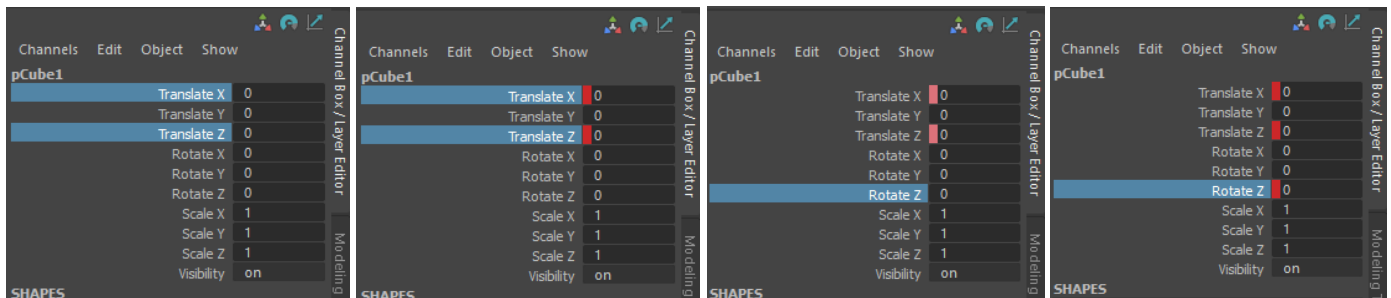 Channels Edit Object Show
pCube1
Translate X 0
Translate Y 0
Translate Z 0
Rotate X 0
Rotate Y 0
Rotate Z 0
Scale X 1
Scale Y 1
Scale Z 1
Visibility on
SHAPES
Channel Box / Layer Editor
Modeling
Channels Edit Object Show
pCube1
Translate X 0
Translate Y 0
Translate Z 0
Rotate X 0
Rotate Y 0
Rotate Z 0
Scale X 1
Scale Y 1
Scale Z 1
Visibility on
SHAPES
Channel Box / Layer Editor
Modeling
Channels Edit Object Show
pCube1
Translate X 0
Translate Y 0
Translate Z 0
Rotate X 0
Rotate Y 0
Rotate Z 0
Scale X 1
Scale Y 1
Scale Z 1
Visibility on
SHAPES
Channel Box / Layer Editor
Modeling
Channels Edit Object Show
pCube1
Translate X 0
Translate Y 0
Translate Z 0
Rotate X 0
Rotate Y 0
Rotate Z 0
Scale X 1
Scale Y 1
Scale Z 1
Visibility on
SHAPES
Channel Box / Layer Editor
Modeling